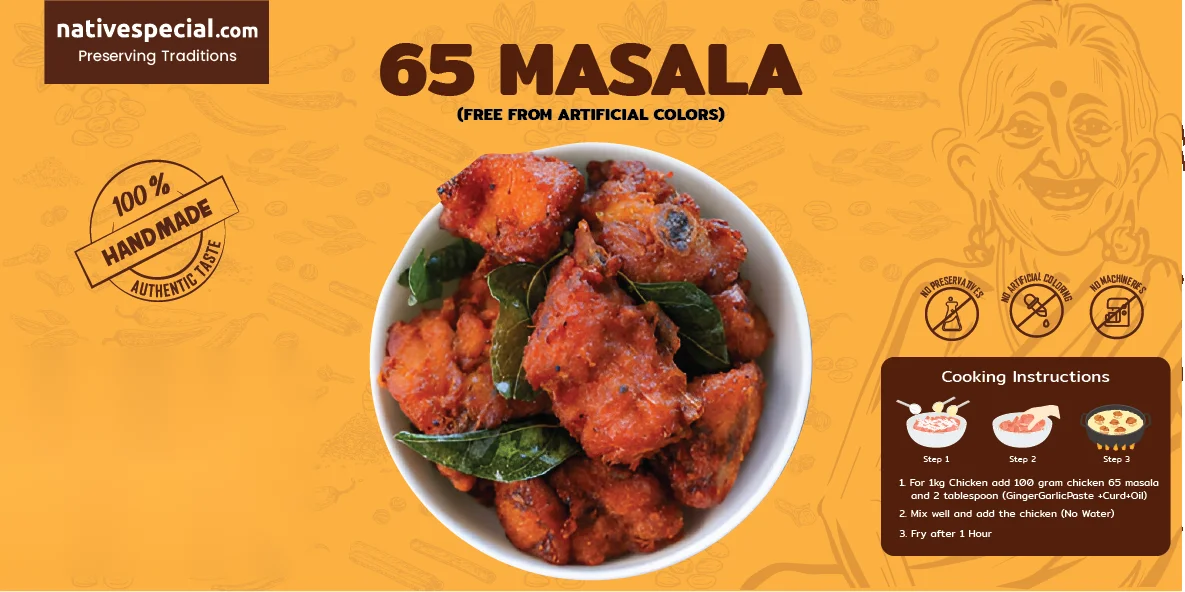 nativespecial.com
Preserving Traditions
65 MASALA
(FREE FROM ARTIFICIAL COLORS)
100 %
HANDMADE
AUTHENTIC TASTE
NO PRESERVATIVES
NO ARTIFICIAL COLORING
NO MACHINERIES
Cooking Instructions
Step 1
Step 2
Step 3
1. For 1kg Chicken add 100 gram chicken 65 masala
and 2 tablespoon (GingerGarlicPaste +Curd+Oil)
2. Mix well and add the chicken (No Water)
3. Fry after 1 Hour